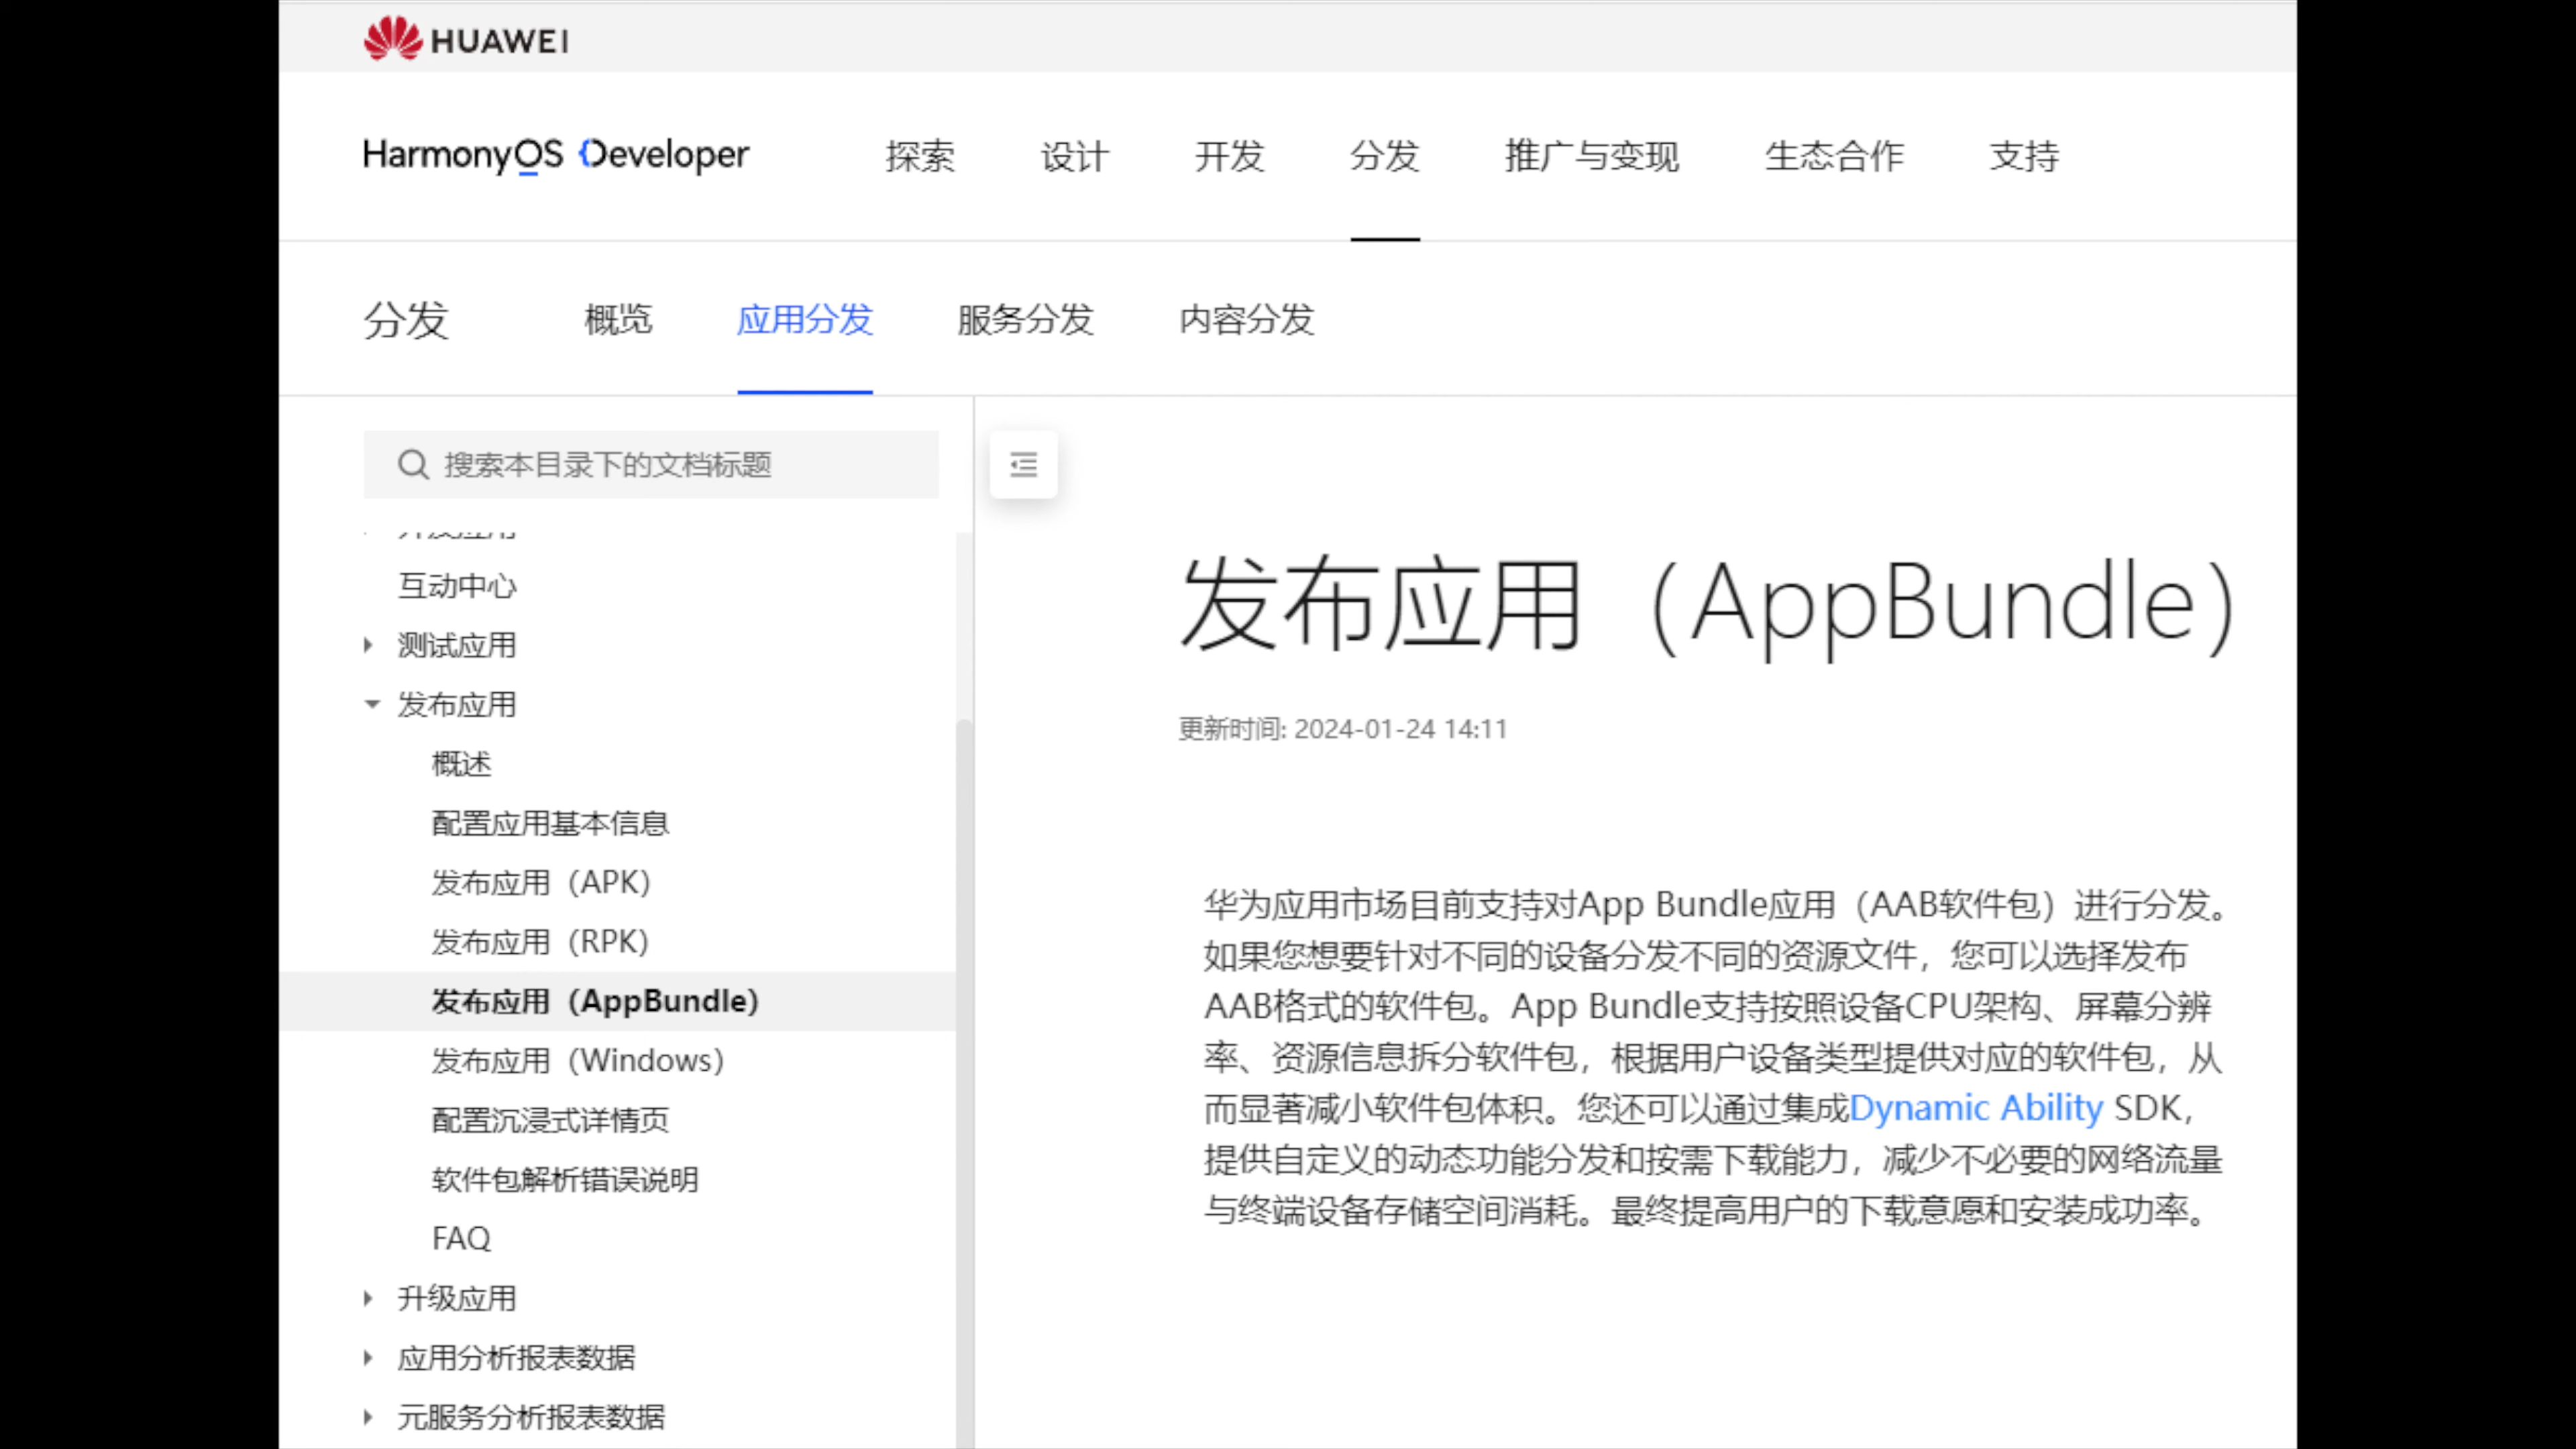 HUAWEI
HarmonyOS Developer
探索
设计
开发
分发
推广与变现
生态合作
支持
分发
概览
应用分发
服务分发
内容分发
搜索本目录下的文档标题
互动中心
测试应用
发布应用
概述
配置应用基本信息
发布应用（APK）
发布应用（RPK）
发布应用（AppBundle）
发布应用（Windows）
配置沉浸式详情页
软件包解析错误说明
FAQ
升级应用
应用分析报表数据
元服务分析报表数据
发布应用（AppBundle）
更新时间: 2024-01-24 14:11
华为应用市场目前支持对App Bundle应用（AAB软件包）进行分发。
如果您想要针对不同的设备分发不同的资源文件，您可以选择发布
AAB格式的软件包。App Bundle支持按照设备CPU架构、屏幕分辨
率、资源信息拆分软件包，根据用户设备类型提供对应的软件包，从
而显著减小软件包体积。您还可以通过集成Dynamic Ability SDK，
提供自定义的动态功能分发和按需下载能力，减少不必要的网络流量
与终端设备存储空间消耗。最终提高用户的下载意愿和安装成功率。